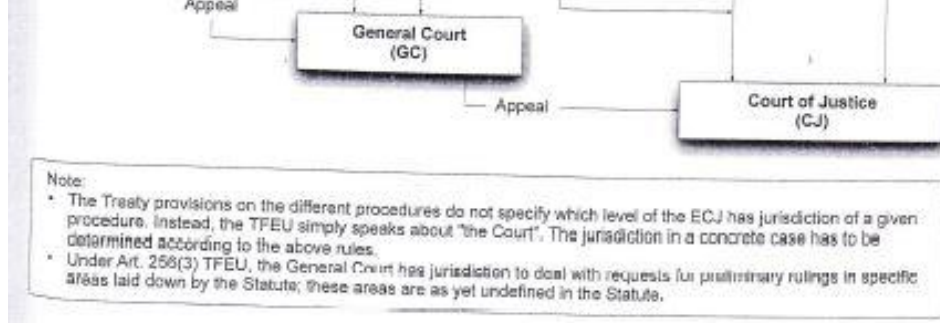 Appeal
General Court
(GC)
Appeal
Court of Justice
(CJ)
Note:
• The Treaty provisions on the different procedures do not specify which level of the ECJ has jurisdiction of a given
procedure. Instead, the TFEU simply speaks about "the Court". The jurisdiction in a concrete case has to be
determined according to the above rules.
• Under Art. 256(3) TFEU, the General Court has jurisdiction to deal with requests for preliminary rulings in specific
areas laid down by the Statute; these areas are as yet undefined in the Statute.